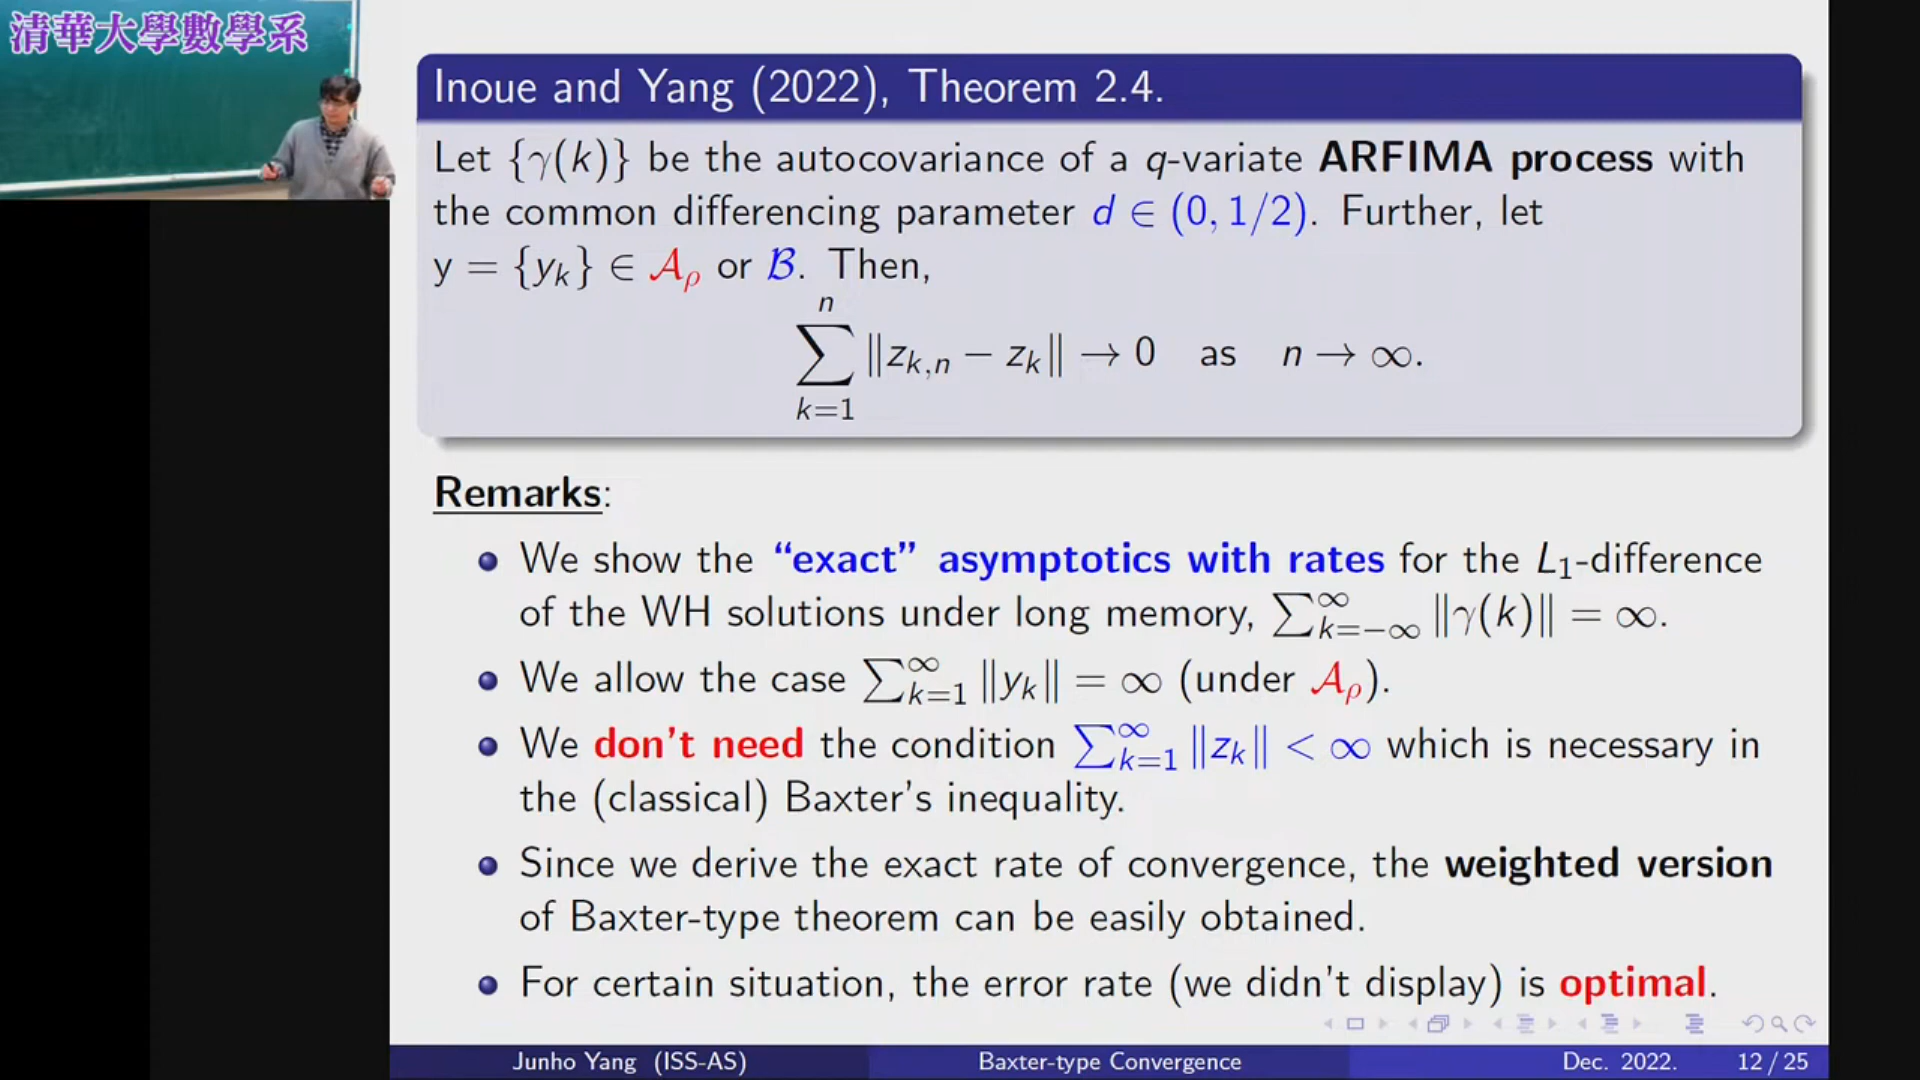 清華大學數學系
Inoue and Yang (2022), Theorem 2.4.
Let {γ(k)} be the autocovariance of a q-variate ARFIMA process with
the common differencing parameter d ∈ (0, 1/2). Further, let
y = {y_k} ∈ 𝒜_ρ or ℬ. Then,
∑_{k=1}^{n} ‖z_{k,n} − z_k‖ → 0 as n → ∞.
Remarks:
We show the “exact” asymptotics with rates for the L_1-difference
of the WH solutions under long memory, ∑_{k=−∞}^{∞} ‖γ(k)‖ = ∞.
We allow the case ∑_{k=1}^{∞} ‖y_k‖ = ∞ (under 𝒜_ρ).
We don't need the condition ∑_{k=1}^{∞} ‖z_k‖ < ∞ which is necessary in
the (classical) Baxter's inequality.
Since we derive the exact rate of convergence, the weighted version
of Baxter-type theorem can be easily obtained.
For certain situation, the error rate (we didn't display) is optimal.
Junho Yang (ISS-AS) Baxter-type Convergence Dec. 2022. 12 / 25